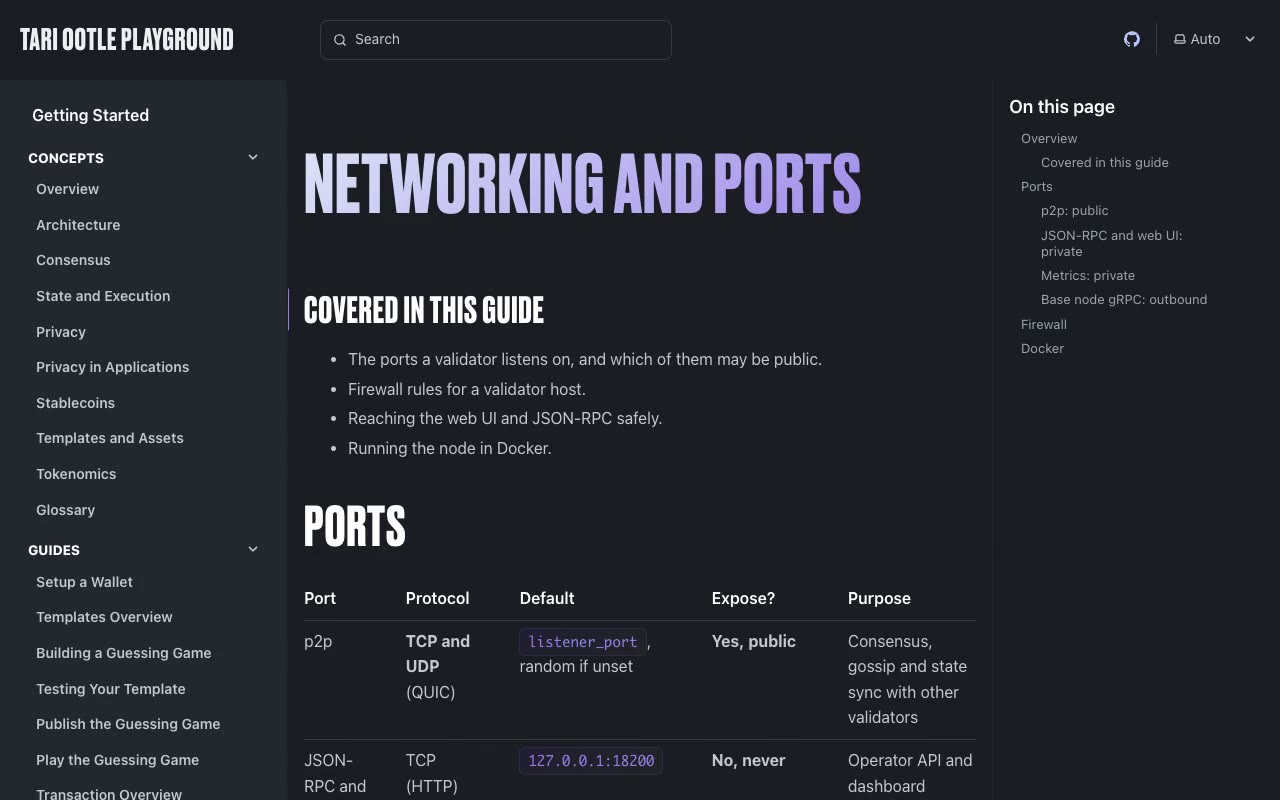 TARI OOTLE PLAYGROUND
Search
Auto
Getting Started
CONCEPTS
Overview
Architecture
Consensus
State and Execution
Privacy
Privacy in Applications
Stablecoins
Templates and Assets
Tokenomics
Glossary
GUIDES
Setup a Wallet
Templates Overview
Building a Guessing Game
Testing Your Template
Publish the Guessing Game
Play the Guessing Game
Transaction Overview
NETWORKING AND PORTS
COVERED IN THIS GUIDE
• The ports a validator listens on, and which of them may be public.
• Firewall rules for a validator host.
• Reaching the web UI and JSON-RPC safely.
• Running the node in Docker.
PORTS
Port Protocol Default Expose? Purpose
p2p TCP and UDP (QUIC) listener_port, random if unset Yes, public Consensus, gossip and state sync with other validators
JSON-RPC and TCP (HTTP) 127.0.0.1:18200 No, never Operator API and dashboard
On this page
Overview
Covered in this guide
Ports
p2p: public
JSON-RPC and web UI:
private
Metrics: private
Base node gRPC: outbound
Firewall
Docker